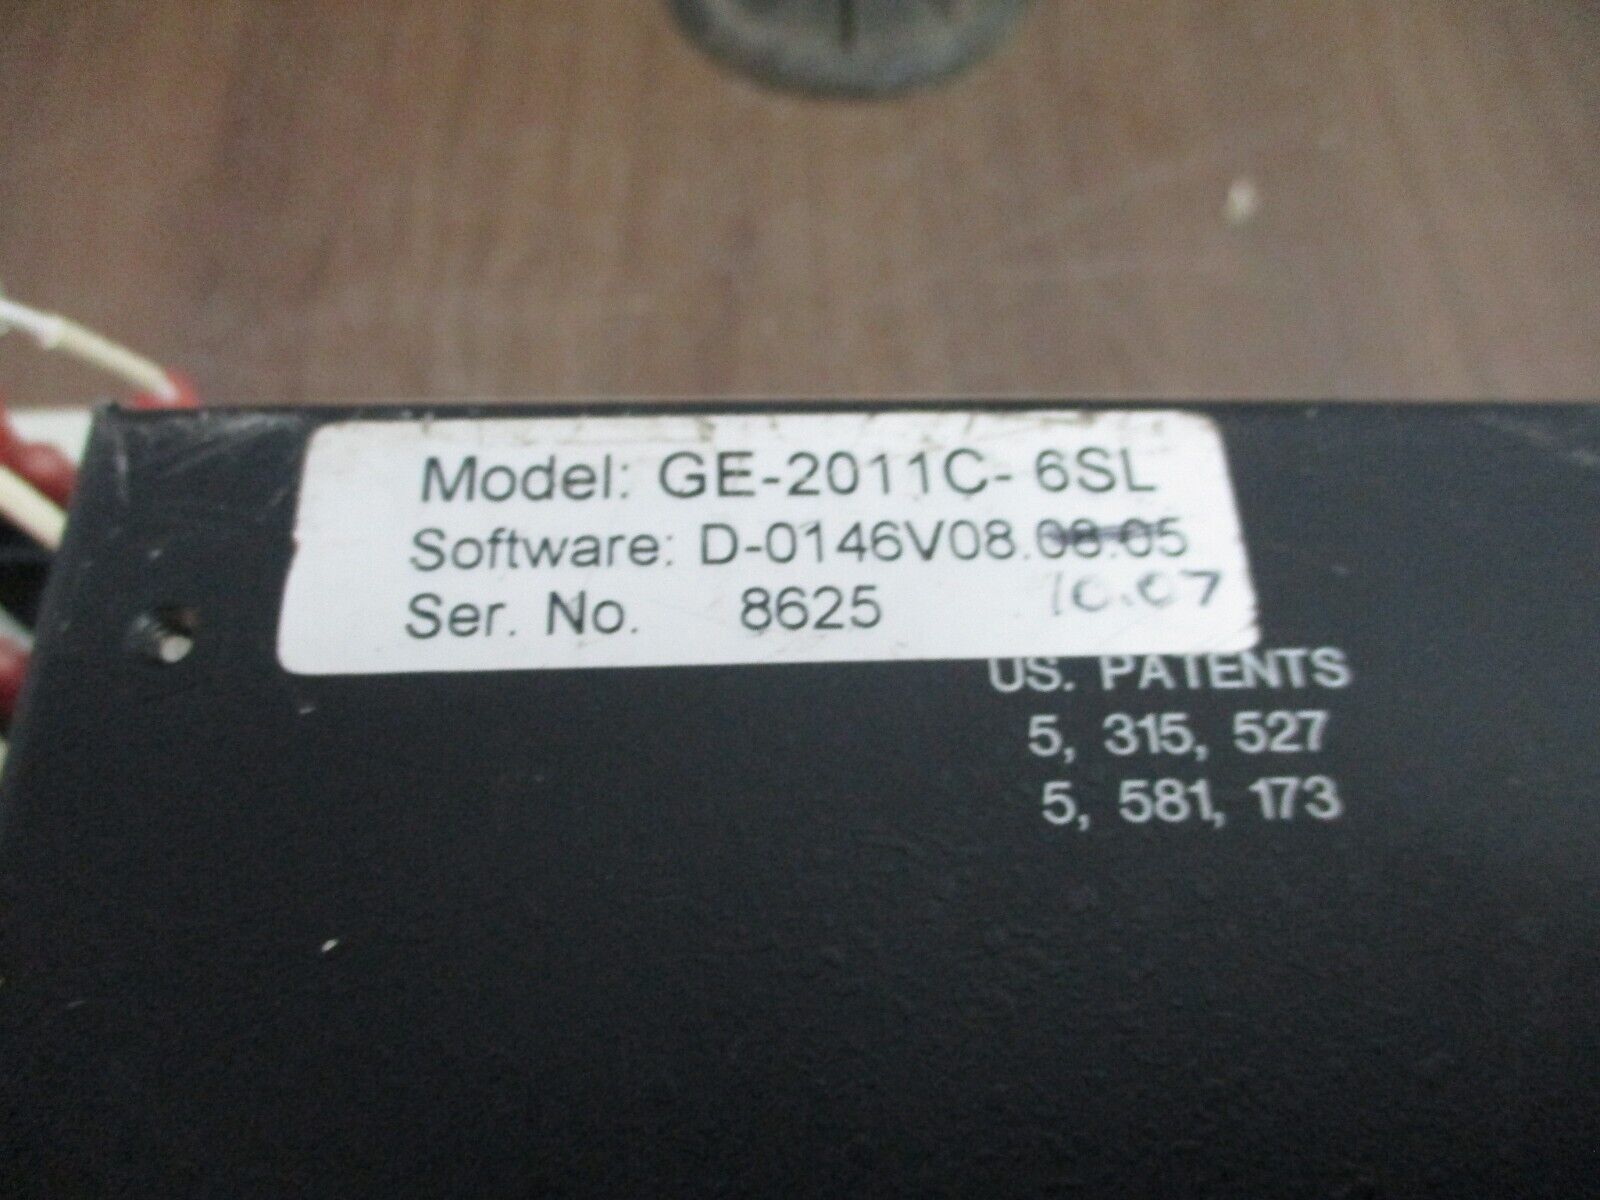 Model: GE-2011C- 6SL
Software: D-0146V08.08.05
Ser. No. 8625 10.07
US. PATENTS
5, 315, 527
5, 581, 173